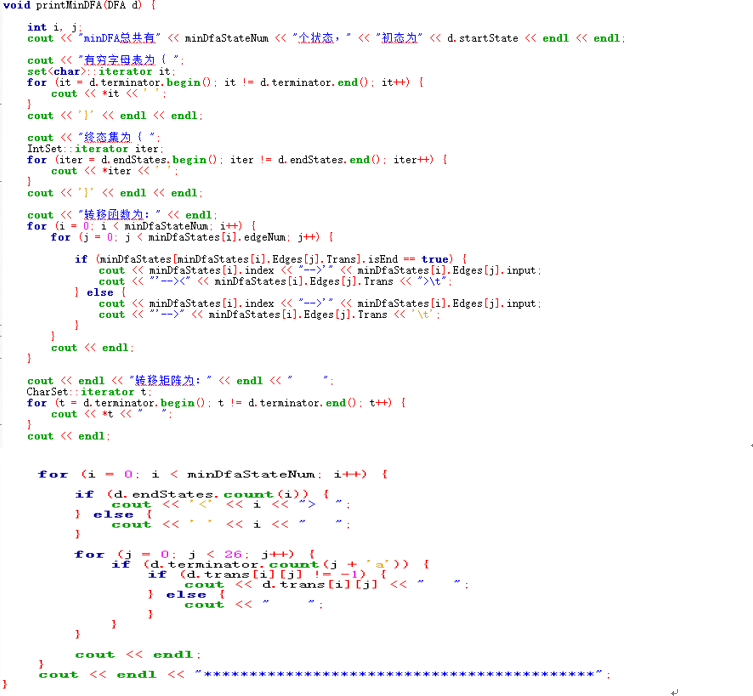 void printMinDFA(DFA d) {
    int i, j;
    cout << "minDFA总共有" << minDfaStateNum << "个状态，" << "初态为" << d.startState << endl << endl;
    cout << "有穷字母表为 { ";
    set<char>::iterator it;
    for (it = d.terminator.begin(); it != d.terminator.end(); it++) {
        cout << *it << ' ';
    }
    cout << '}' << endl << endl;
    cout << "终态集为 { ";
    IntSet::iterator iter;
    for (iter = d.endStates.begin(); iter != d.endStates.end(); iter++) {
        cout << *iter << ' ';
    }
    cout << '}' << endl << endl;
    cout << "转移函数为：" << endl;
    for (i = 0; i < minDfaStateNum; i++) {
        for (j = 0; j < minDfaStates[i].edgeNum; j++) {
            if (minDfaStates[minDfaStates[i].Edges[j].Trans].isEnd == true) {
                cout << minDfaStates[i].index << "-->'" << minDfaStates[i].Edges[j].input;
                cout << "'--><" << minDfaStates[i].Edges[j].Trans << ">\t";
            } else {
                cout << minDfaStates[i].index << "-->'" << minDfaStates[i].Edges[j].input;
                cout << "'-->" << minDfaStates[i].Edges[j].Trans << '\t';
            }
        }
        cout << endl;
    }
    cout << endl << "转移矩阵为：" << endl << "     ";
    CharSet::iterator t;
    for (t = d.terminator.begin(); t != d.terminator.end(); t++) {
        cout << *t << "   ";
    }
    cout << endl;
    for (i = 0; i < minDfaStateNum; i++) {
        if (d.endStates.count(i)) {
            cout << '<' << i << ">  ";
        } else {
            cout << ' ' << i << "   ";
        }
        for (j = 0; j < 26; j++) {
            if (d.terminator.count(j + 'a')) {
                if (d.trans[i][j] != -1) {
                    cout << d.trans[i][j] << "   ";
                } else {
                    cout << "    ";
                }
            }
        }
        cout << endl;
    }
    cout << endl << "*******************************************";
}